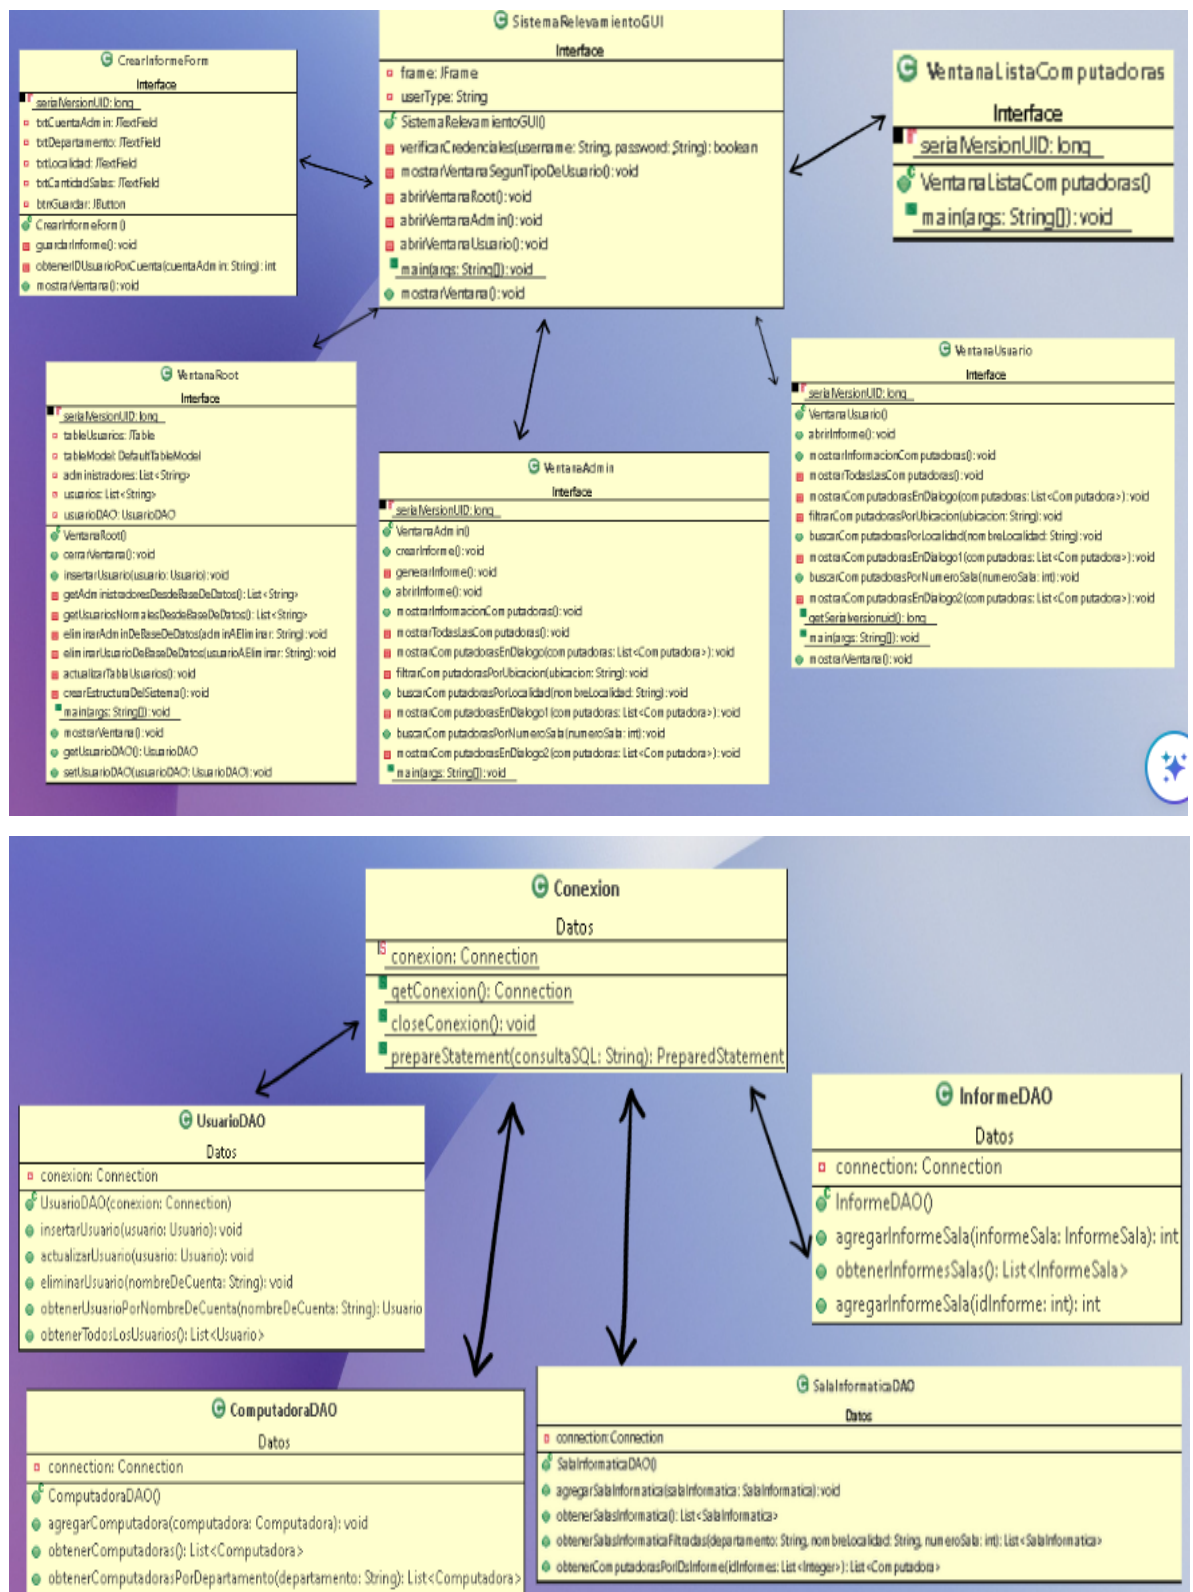 CrearInformeForm
Interface
serialVersionUID: long
txtCuentaAdmin: JTextField
txtDepartamento: JTextField
txtLocalidad: JTextField
txtCantidadSalas: JTextField
btnGuardar: JButton
CrearInformeForm()
guardarInforme(): void
obtenerIDUsuarioPorCuenta(cuentaAdmin: String): int
mostrarVentana(): void
SistemaRelevamientoGUI
Interface
frame: JFrame
userType: String
SistemaRelevamientoGUI()
verificarCredenciales(username: String, password: String): boolean
mostrarVentanaSegunTipoDeUsuario(): void
abrirVentanaRoot(): void
abrirVentanaAdmin(): void
abrirVentanaUsuario(): void
main(args: String[]): void
mostrarVentana(): void
VentanaListaComputadoras
Interface
serialVersionUID: long
VentanaListaComputadoras()
main(args: String[]): void
VentanaRoot
Interface
serialVersionUID: long
tableUsuarios: JTable
tableModel: DefaultTableModel
administradores: List<String>
usuarios: List<String>
usuarioDAO: UsuarioDAO
VentanaRoot()
cerrarVentana(): void
insertarUsuario(usuario: Usuario): void
getAdministradoresDesdeBaseDeDatos(): List<String>
getUsuariosNormalesDesdeBaseDeDatos(): List<String>
eliminarAdminDeBaseDeDatos(adminAEliminar: String): void
eliminarUsuarioDeBaseDeDatos(usuarioAEliminar: String): void
actualizarTablaUsuarios(): void
crearEstructuraDelSistema(): void
main(args: String[]): void
mostrarVentana(): void
getUsuarioDAO(): UsuarioDAO
setUsuarioDAO(usuarioDAO: UsuarioDAO): void
VentanaAdmin
Interface
serialVersionUID: long
VentanaAdmin()
crearInforme(): void
generarInforme(): void
abrirInforme(): void
mostrarInformacionComputadoras(): void
mostrarTodasLasComputadoras(): void
mostrarComputadorasEnDialogo(computadoras: List<Computadora>): void
filtrarComputadorasPorUbicacion(ubicacion: String): void
buscarComputadorasPorLocalidad(nombreLocalidad: String): void
mostrarComputadorasEnDialogo1(computadoras: List<Computadora>): void
buscarComputadorasPorNumeroSala(numeroSala: int): void
mostrarComputadorasEnDialogo2(computadoras: List<Computadora>): void
main(args: String[]): void
VentanaUsuario
Interface
serialVersionUID: long
VentanaUsuario()
abrirInforme(): void
mostrarInformacionComputadoras(): void
mostrarTodasLasComputadoras(): void
mostrarComputadorasEnDialogo(computadoras: List<Computadora>): void
filtrarComputadorasPorUbicacion(ubicacion: String): void
buscarComputadorasPorLocalidad(nombreLocalidad: String): void
mostrarComputadorasEnDialogo1(computadoras: List<Computadora>): void
buscarComputadorasPorNumeroSala(numeroSala: int): void
mostrarComputadorasEnDialogo2(computadoras: List<Computadora>): void
getSerialversionuid(): long
main(args: String[]): void
mostrarVentana(): void
Conexion
Datos
conexion: Connection
getConexion(): Connection
closeConexion(): void
prepareStatement(consultaSQL: String): PreparedStatement
UsuarioDAO
Datos
conexion: Connection
UsuarioDAO(conexion: Connection)
insertarUsuario(usuario: Usuario): void
actualizarUsuario(usuario: Usuario): void
eliminarUsuario(nombreDeCuenta: String): void
obtenerUsuarioPorNombreDeCuenta(nombreDeCuenta: String): Usuario
obtenerTodosLosUsuarios(): List<Usuario>
InformeDAO
Datos
connection: Connection
InformeDAO()
agregarInformeSala(informeSala: InformeSala): int
obtenerInformesSalas(): List<InformeSala>
agregarInformeSala(idInforme: int): int
ComputadoraDAO
Datos
connection: Connection
ComputadoraDAO()
agregarComputadora(computadora: Computadora): void
obtenerComputadoras(): List<Computadora>
obtenerComputadorasPorDepartamento(departamento: String): List<Computadora>
SalaInformaticaDAO
Datos
connection: Connection
SalaInformaticaDAO()
agregarSalaInformatica(salaInformatica: SalaInformatica): void
obtenerSalasInformatica(): List<SalaInformatica>
obtenerSalasInformaticaFiltradas(departamento: String, nombreLocalidad: String, numeroSala: int): List<SalaInformatica>
obtenerComputadorasPorIDsInforme(idInformes: List<Integer>): List<Computadora>